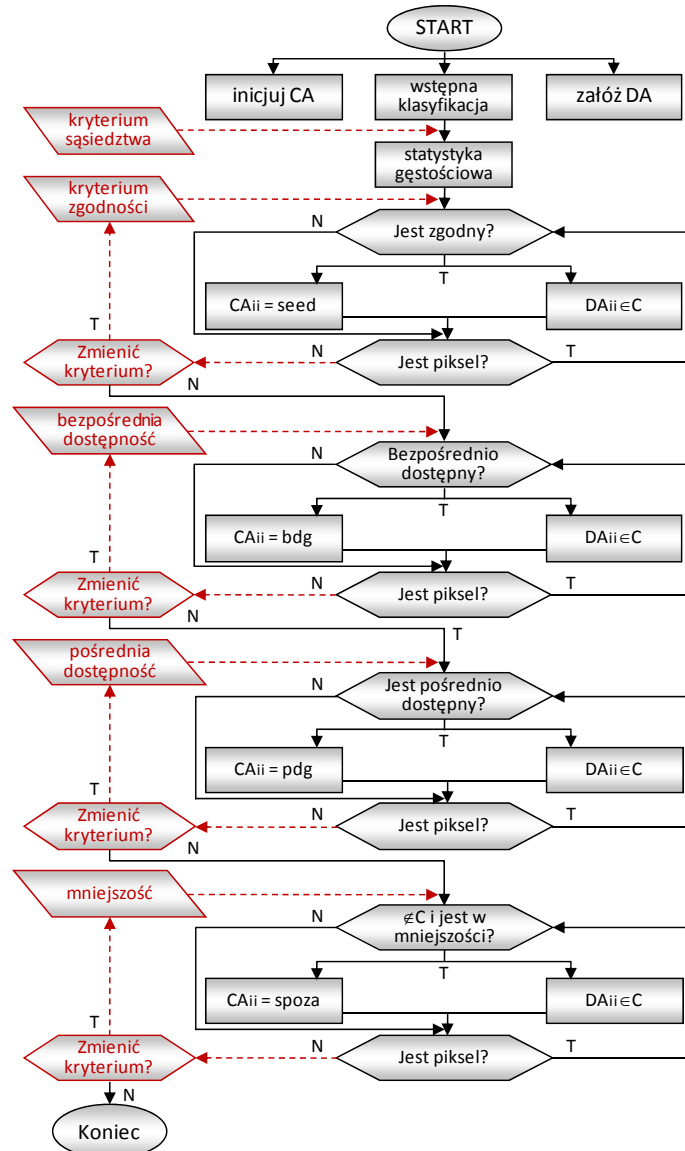 START
inicjuj CA
wstępna
klasyfikacja
załóż DA
kryterium
sąsiedztwa
statystyka
gęstościowa
kryterium
zgodności
N
Jest zgodny?
T
CAii = seed
DAii∈C
T
Zmienić
kryterium?
N
Jest piksel?
T
N
bezpośrednia
dostępność
N
Bezpośrednio
dostępny?
T
CAii = bdg
DAii∈C
T
Zmienić
kryterium?
N
Jest piksel?
T
N
T
pośrednia
dostępność
N
Jest pośrednio
dostępny?
T
CAii = pdg
DAii∈C
T
Zmienić
kryterium?
N
Jest piksel?
T
N
mniejszość
N
∉C i jest w
mniejszości?
T
CAii = spoza
DAii∈C
T
Zmienić
kryterium?
N
Jest piksel?
T
N
Koniec